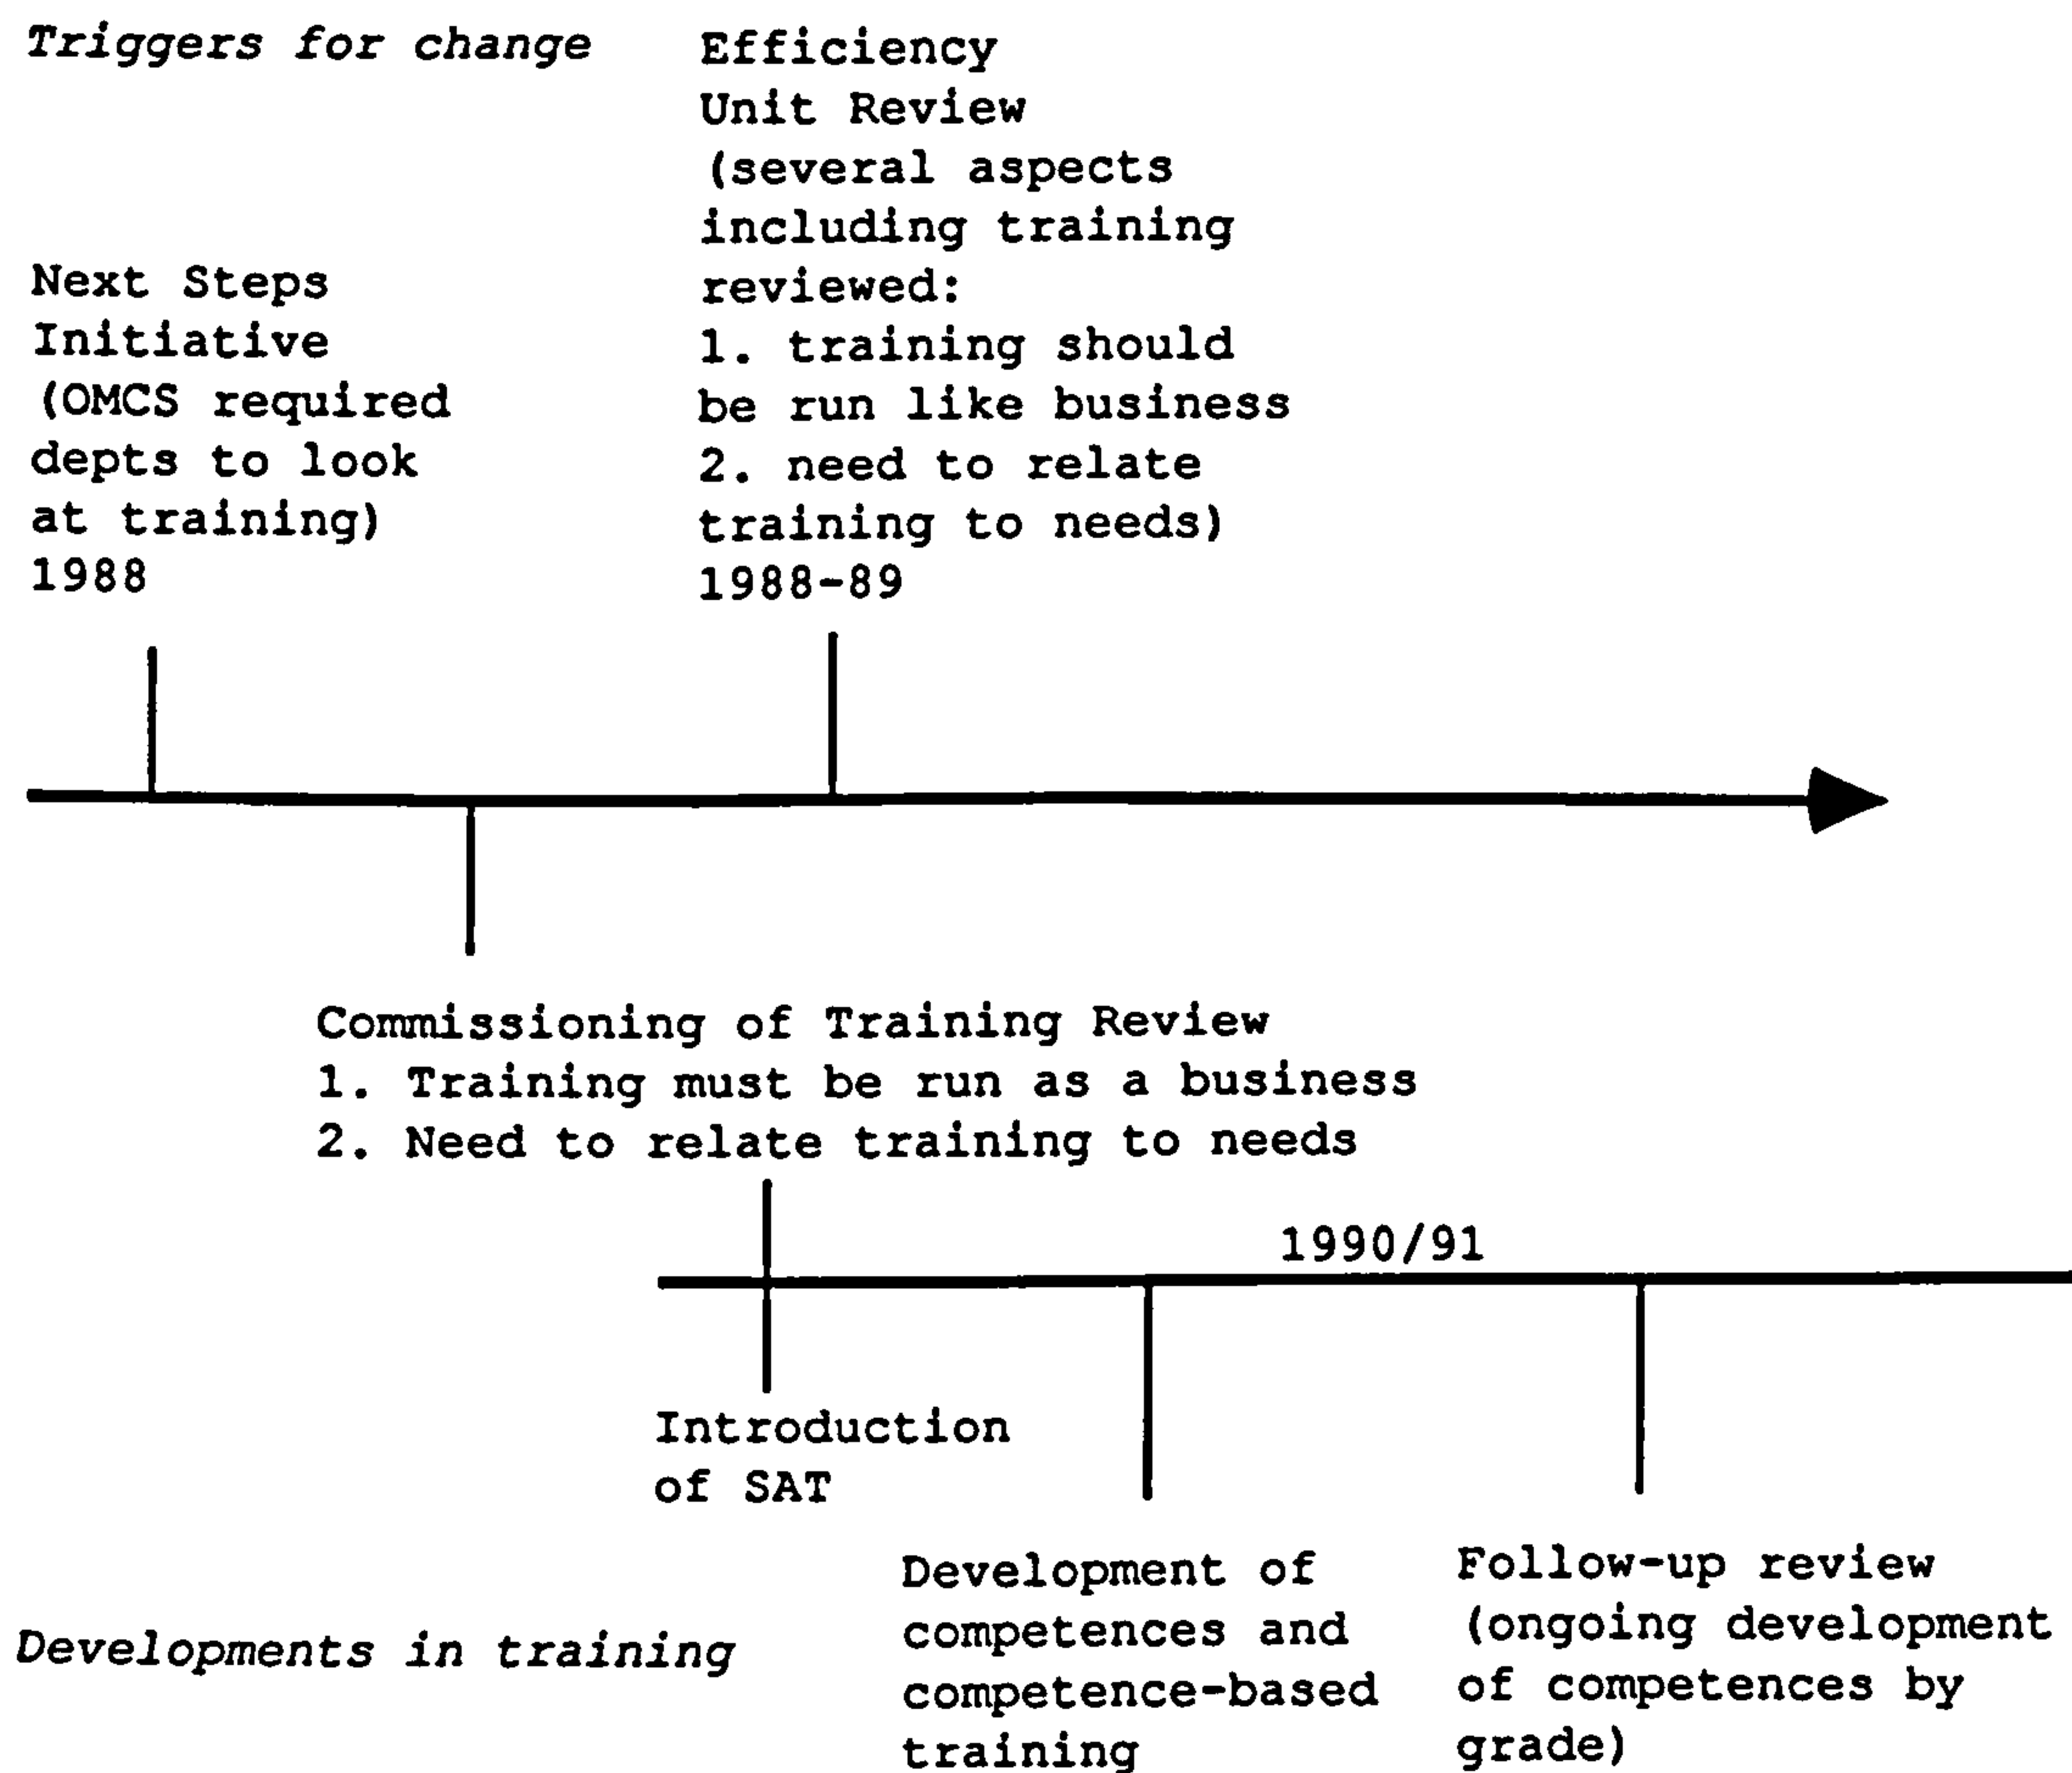 Triggers for change
Efficiency
Unit Review
(several aspects
including training
reviewed:
1. training should
be run like business
2. need to relate
training to needs)
1988-89
Next Steps
Initiative
(OMCS required
depts to look
at training)
1988
Commissioning of Training Review
1. Training must be run as a business
2. Need to relate training to needs
1990/91
Introduction
of SAT
Development of
competences and
competence-based
training
Follow-up review
(ongoing development
of competences by
grade)
Developments in training